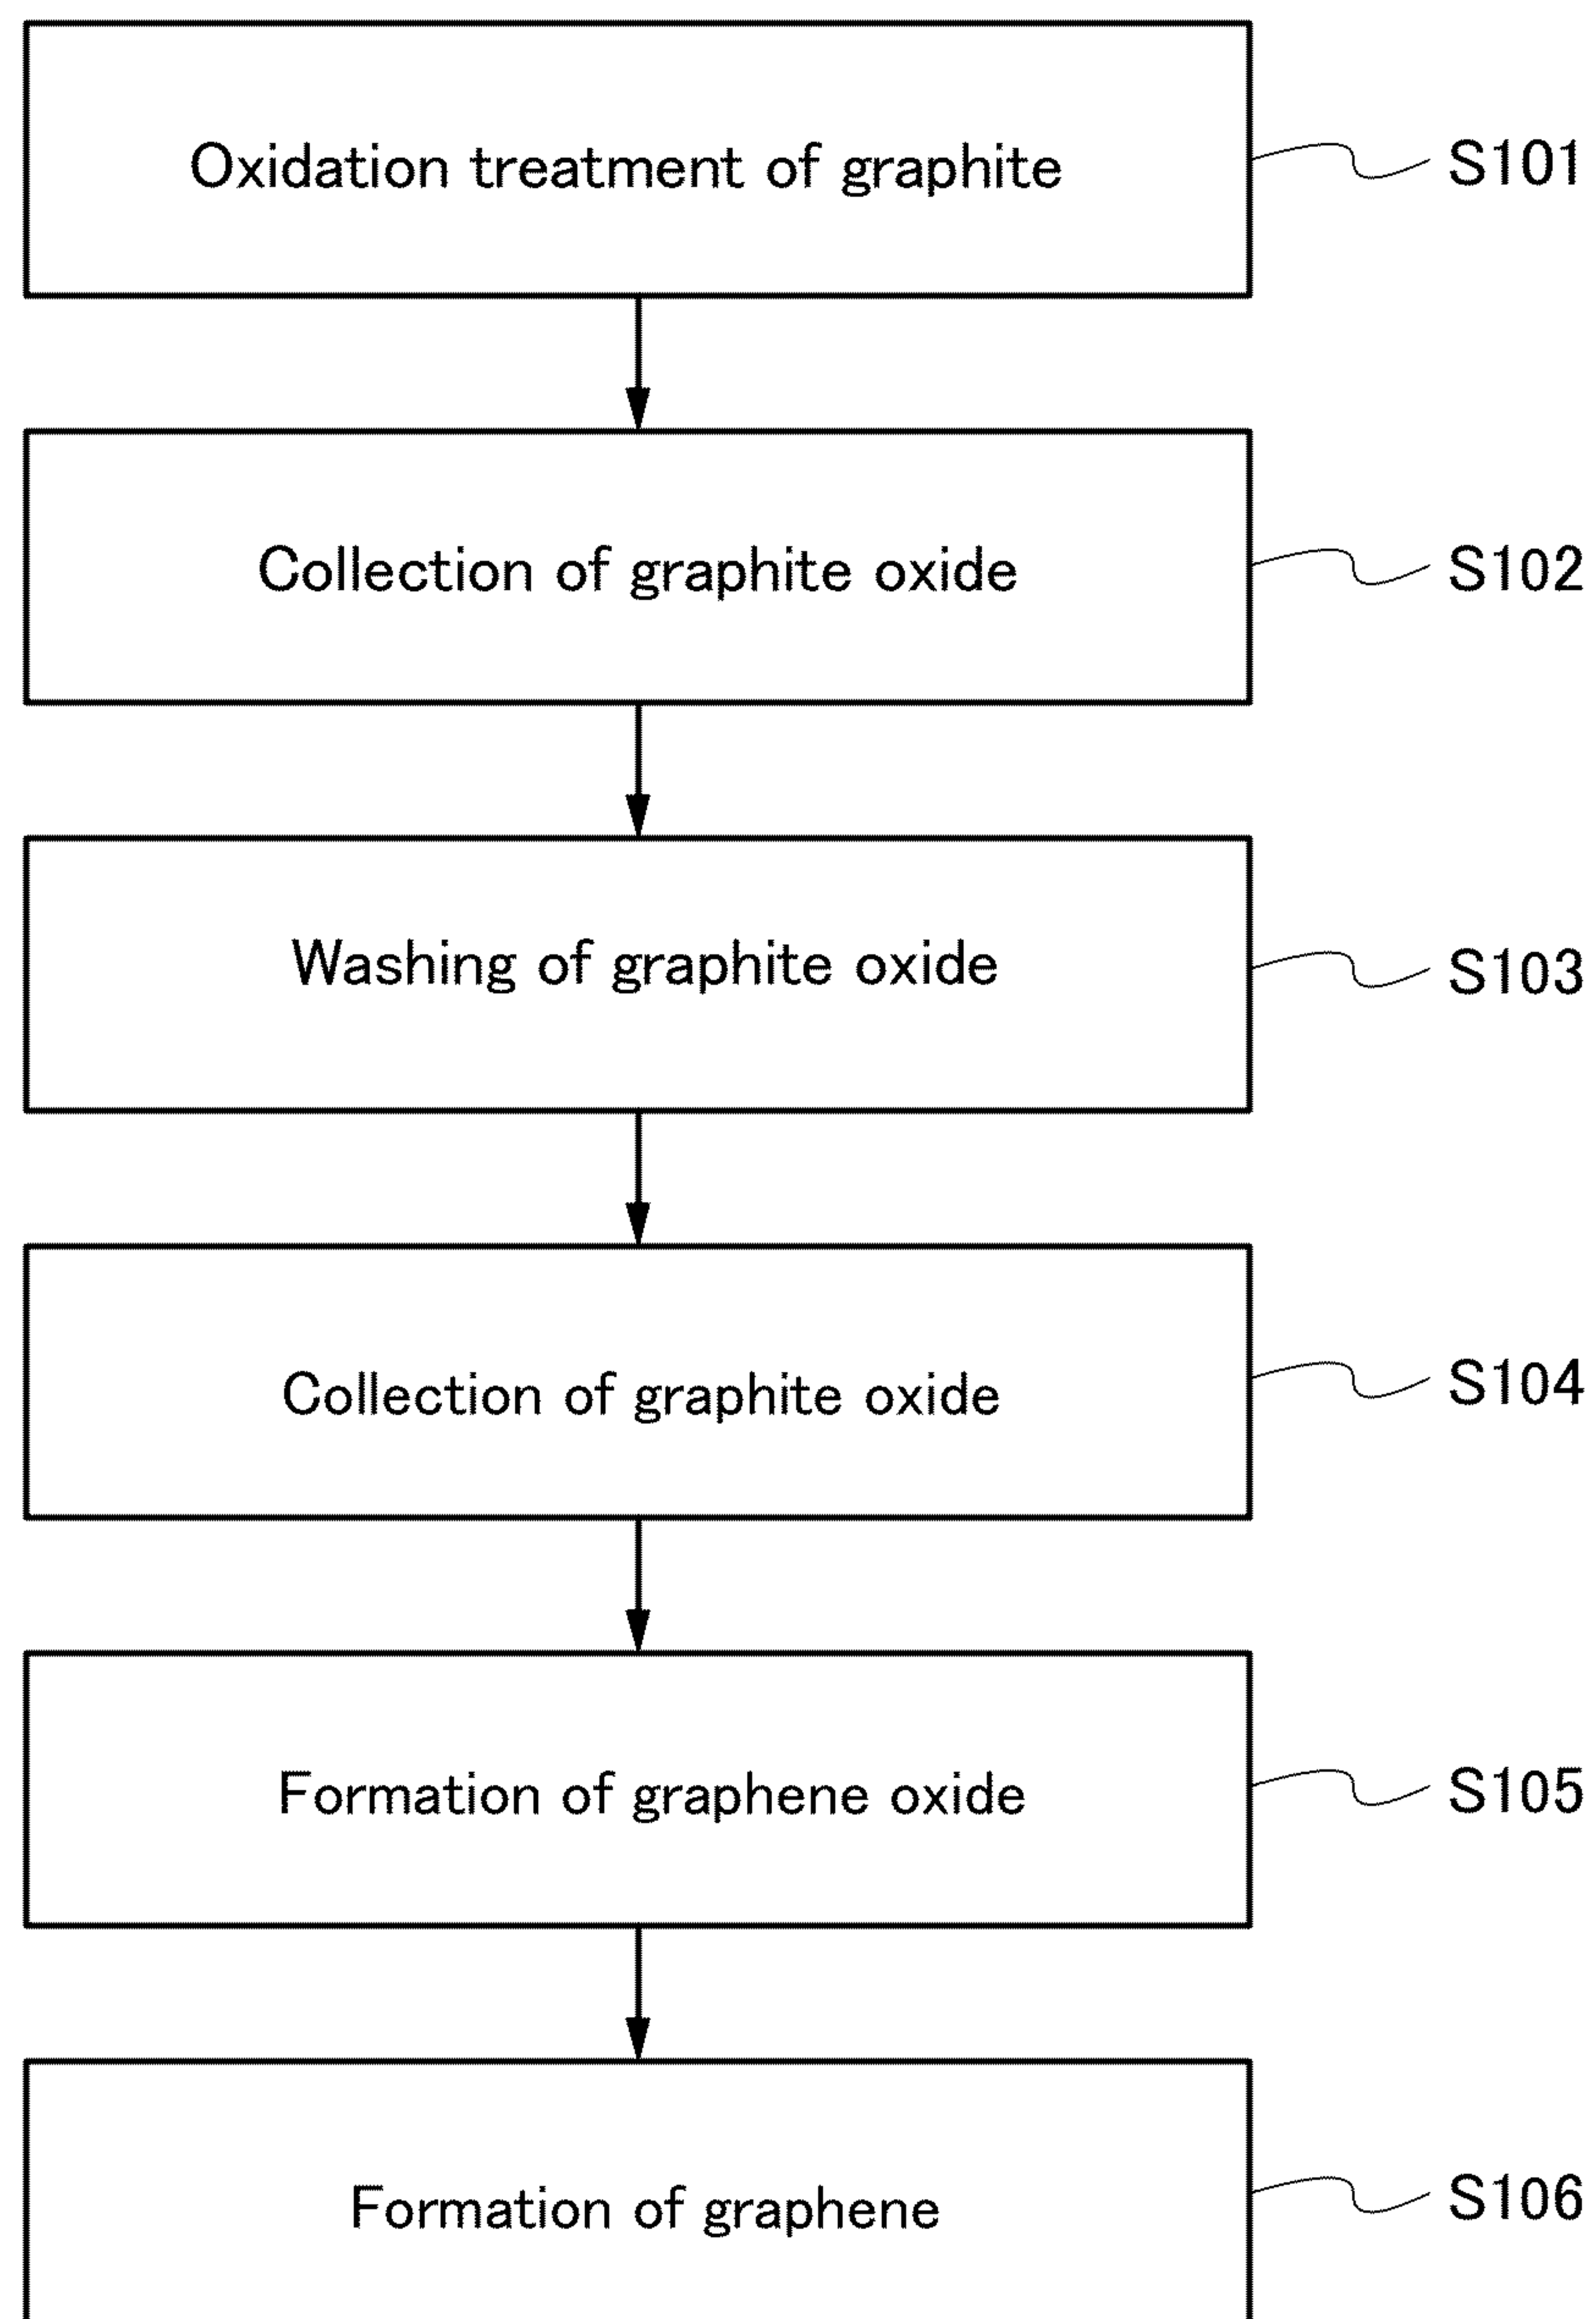 Oxidation treatment of graphite
S101
Collection of graphite oxide
S102
Washing of graphite oxide
S103
Collection of graphite oxide
S104
Formation of graphene oxide
S105
Formation of graphene
S106